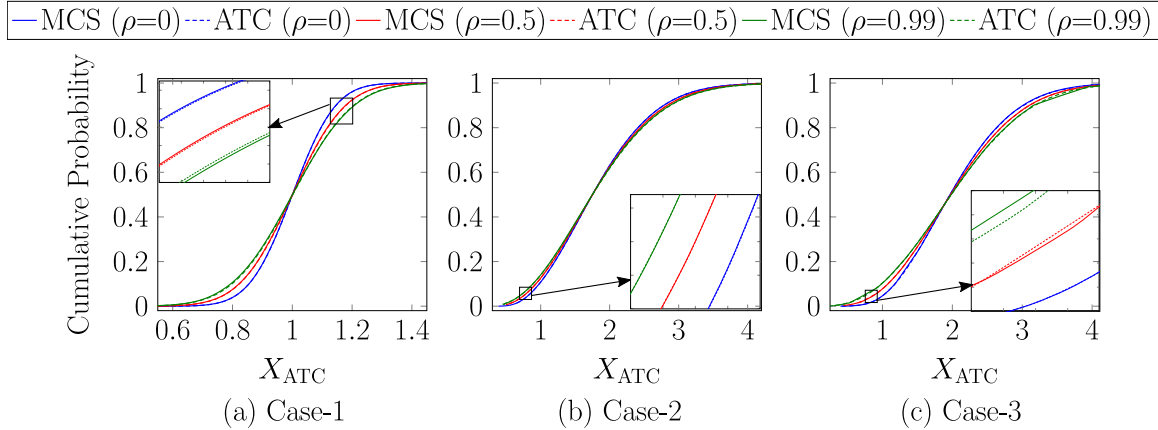 MCS (ρ=0) ATC (ρ=0) MCS (ρ=0.5) ATC (ρ=0.5) MCS (ρ=0.99) ATC (ρ=0.99)
Cumulative Probability
1
0.8
0.6
0.4
0.2
0
0.6 0.8 1 1.2 1.4
X_ATC
(a) Case-1
1
0.8
0.6
0.4
0.2
0
1 2 3 4
X_ATC
(b) Case-2
1
0.8
0.6
0.4
0.2
0
1 2 3 4
X_ATC
(c) Case-3